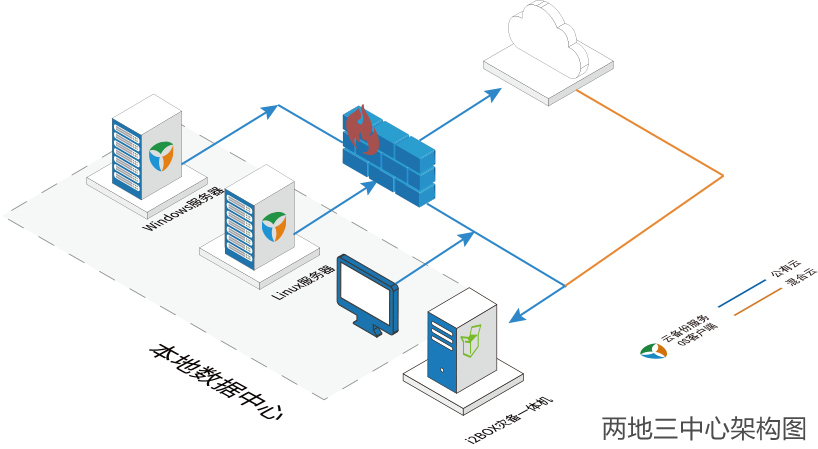 Windows服务器
Linux服务器
本地数据中心
i2BOX灾备一体机
公有云
混合云
云备份服务
OS客户端
两地三中心架构图